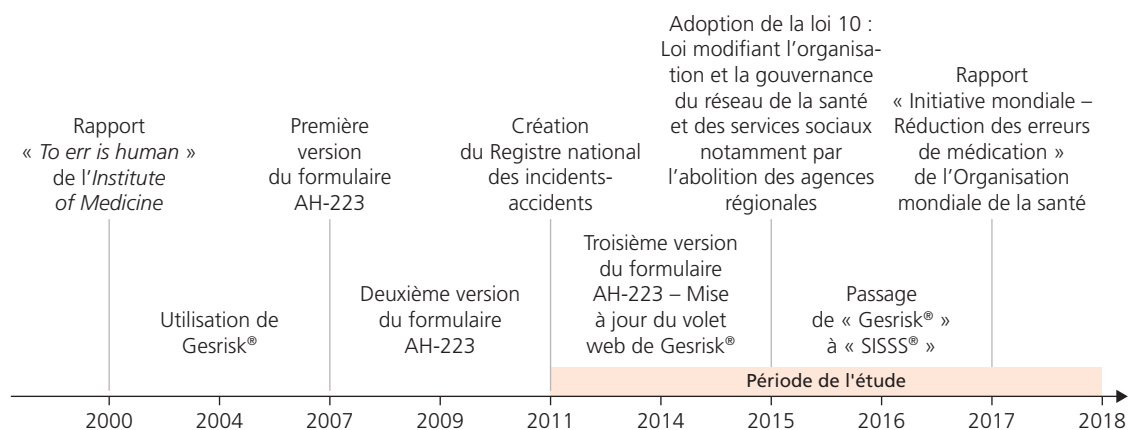 Rapport
« To err is human »
de l'Institute
of Medicine
Première
version
du formulaire
AH-223
Création
du Registre national
des incidents-
accidents
Adoption de la loi 10 :
Loi modifiant l'organisa-
tion et la gouvernance
du réseau de la santé
et des services sociaux
notamment par
l'abolition des agences
régionales
Rapport
« Initiative mondiale –
Réduction des erreurs
de médication »
de l'Organisation
mondiale de la santé
Utilisation de
Gesrisk®
Deuxième version
du formulaire
AH-223
Troisième version
du formulaire
AH-223 – Mise
à jour du volet
web de Gesrisk®
Passage
de « Gesrisk® »
à « SISSS® »
Période de l'étude
2000 2004 2007 2009 2011 2014 2015 2016 2017 2018